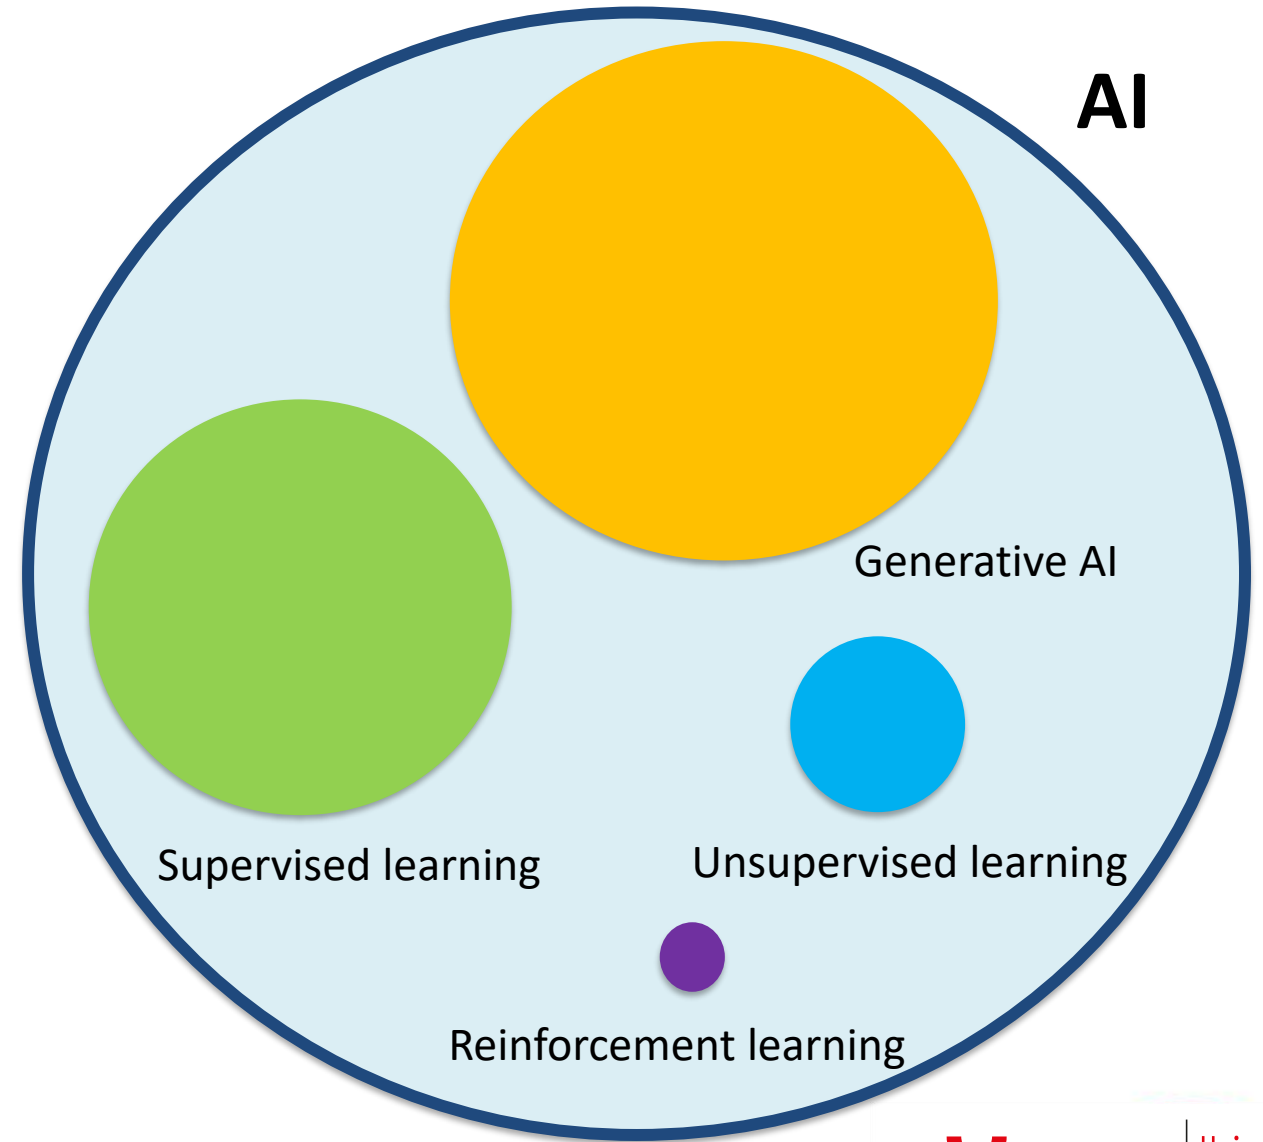 AI
Generative AI
Supervised learning
Unsupervised learning
Reinforcement learning